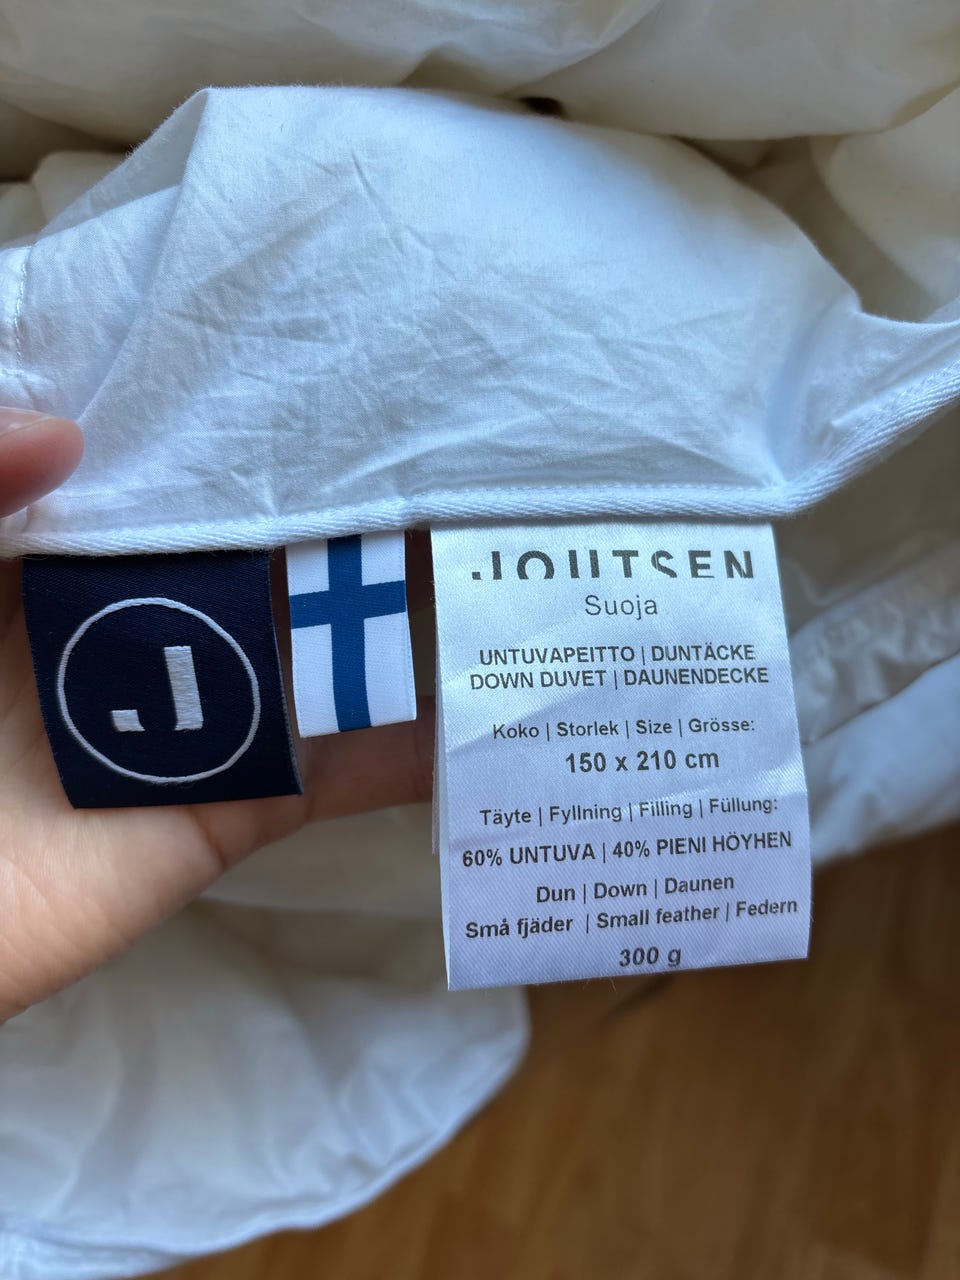 J
JOUTSEN
Suoja
UNTUVAPEITTO | DUNTÄCKE
DOWN DUVET | DAUNENDECKE
Koko | Storlek | Size | Grösse:
150 x 210 cm
Täyte | Fyllning | Filling | Füllung:
60% UNTUVA | 40% PIENI HÖYHEN
Dun | Down | Daunen
Små fjäder | Small feather | Federn
300 g